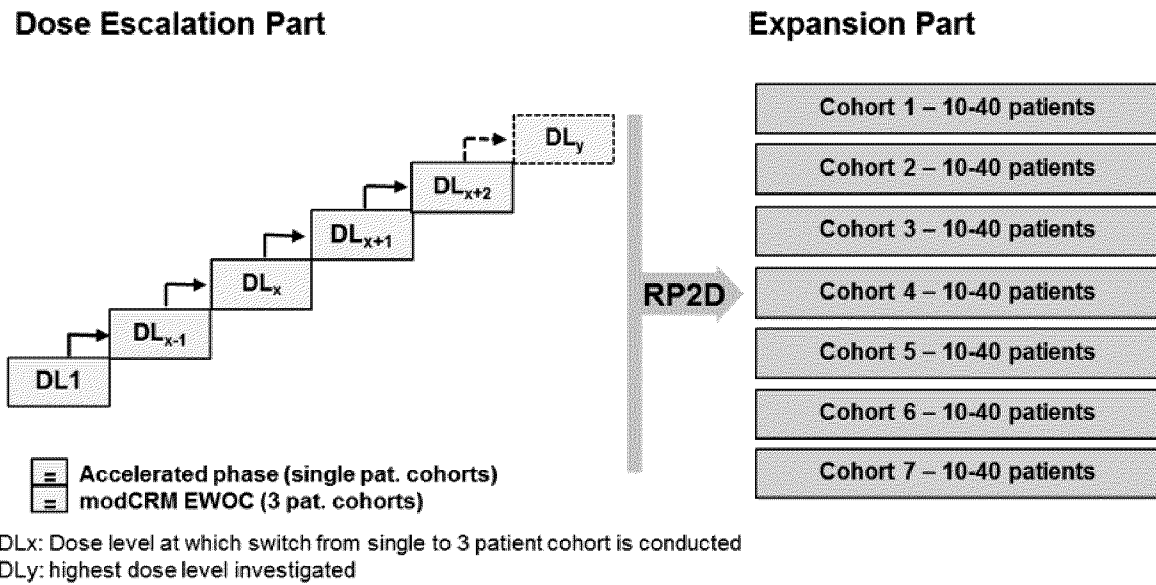 Dose Escalation Part
Expansion Part
DL1
DLx-1
DLx
DLx+1
DLx+2
DLy
RP2D
Cohort 1 – 10-40 patients
Cohort 2 – 10-40 patients
Cohort 3 – 10-40 patients
Cohort 4 – 10-40 patients
Cohort 5 – 10-40 patients
Cohort 6 – 10-40 patients
Cohort 7 – 10-40 patients
= Accelerated phase (single pat. cohorts)
= modCRM EWOC (3 pat. cohorts)
DLx: Dose level at which switch from single to 3 patient cohort is conducted
DLy: highest dose level investigated